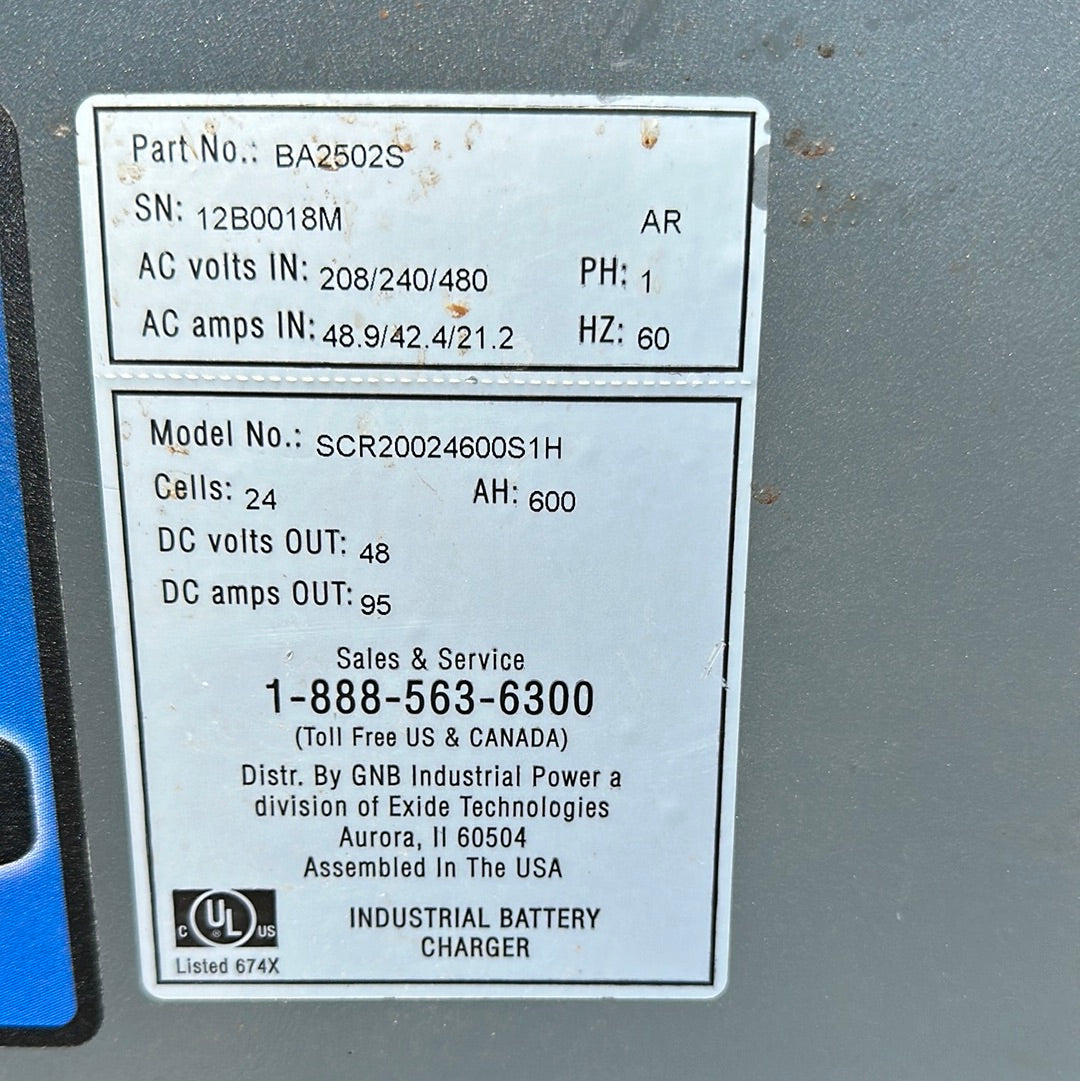 Part No.: BA2502S
SN: 12B0018M AR
AC volts IN: 208/240/480 PH: 1
AC amps IN: 48.9/42.4/21.2 HZ: 60
Model No.: SCR20024600S1H
Cells: 24 AH: 600
DC volts OUT: 48
DC amps OUT: 95
Sales & Service
1-888-563-6300
(Toll Free US & CANADA)
Distr. By GNB Industrial Power a
division of Exide Technologies
Aurora, Il 60504
Assembled In The USA
INDUSTRIAL BATTERY
CHARGER
C UL ® US
Listed 674X